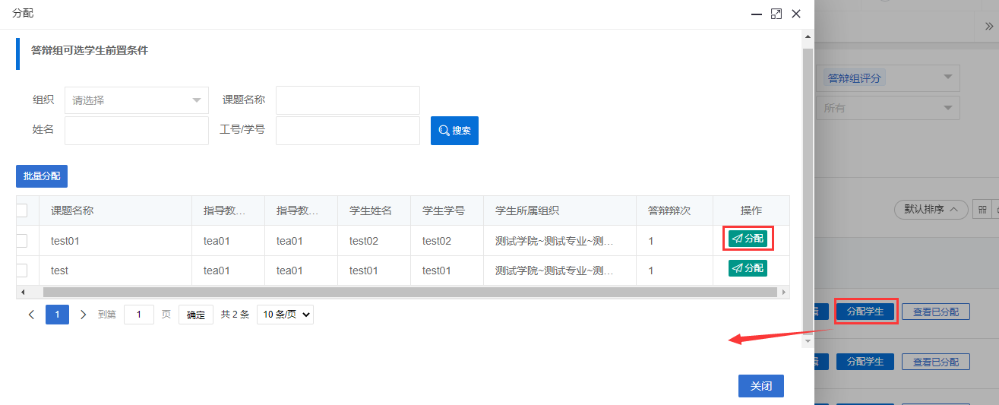 分配
答辩组可选学生前置条件
答辩组评分
组织 请选择 课题名称
所有
姓名 工号/学号 搜索
批量分配
默认排序
课题名称 指导教... 指导教... 学生姓名 学生学号 学生所属组织 答辩辩次 操作
test01 tea01 tea01 test02 test02 测试学院~测试专业~测... 1 分配
test tea01 tea01 test01 test01 测试学院~测试专业~测... 1 分配
1 到第 1 页 确定 共 2 条 10 条/页
分配学生 查看已分配
分配学生 查看已分配
关闭